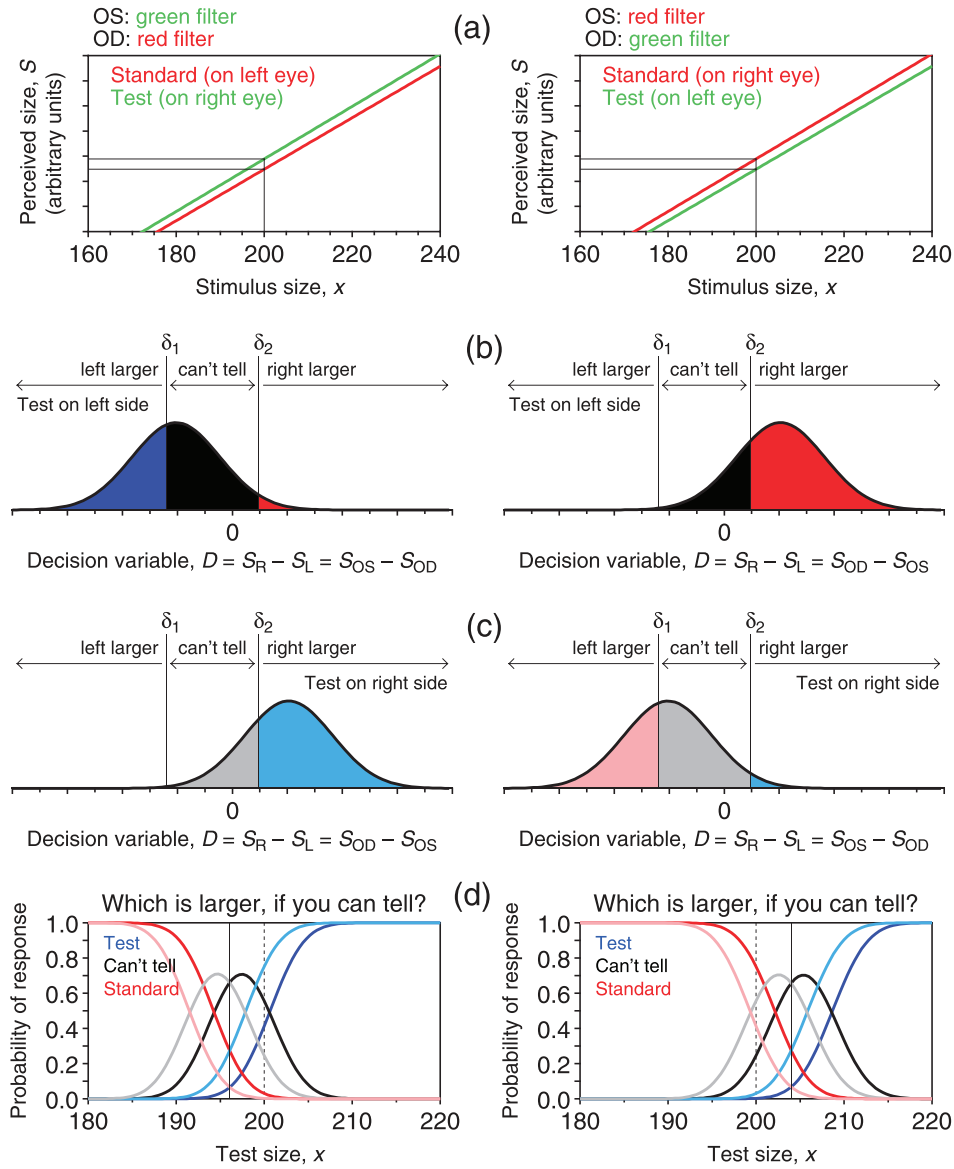 OS: green filter
OD: red filter
(a)
OS: red filter
OD: green filter
Perceived size, S
(arbitrary units)
Standard (on left eye)
Test (on right eye)
160 180 200 220 240
Stimulus size, x
Perceived size, S
(arbitrary units)
Standard (on right eye)
Test (on left eye)
160 180 200 220 240
Stimulus size, x
(b)
δ1 δ2
left larger can't tell right larger
Test on left side
0
Decision variable, D = SR – SL = SOS – SOD
δ1 δ2
left larger can't tell right larger
Test on left side
0
Decision variable, D = SR – SL = SOD – SOS
(c)
δ1 δ2
left larger can't tell right larger
Test on right side
0
Decision variable, D = SR – SL = SOD – SOS
δ1 δ2
left larger can't tell right larger
Test on right side
0
Decision variable, D = SR – SL = SOS – SOD
(d)
Which is larger, if you can tell?
Probability of response
1.0
0.8
0.6
0.4
0.2
0.0
Test
Can't tell
Standard
180 190 200 210 220
Test size, x
Which is larger, if you can tell?
Probability of response
1.0
0.8
0.6
0.4
0.2
0.0
Test
Can't tell
Standard
180 190 200 210 220
Test size, x